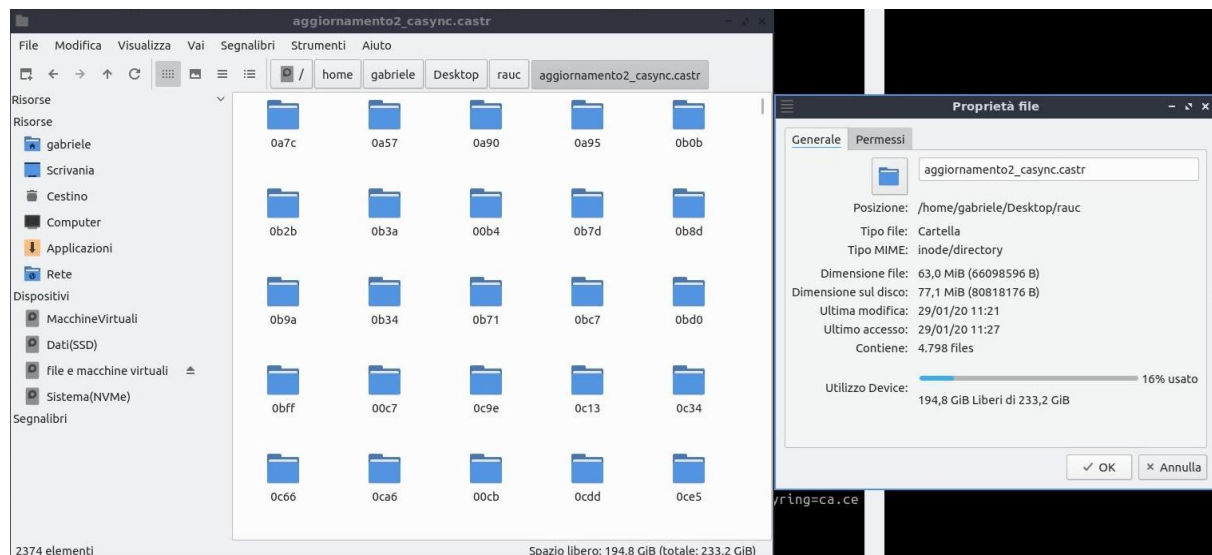 aggiornamento2_casync.castr
File Modifica Visualizza Vai Segnalibri Strumenti Aiuto
/ home gabriele Desktop rauc aggiornamento2_casync.castr
Risorse
Risorse
gabriele
Scrivania
Cestino
Computer
Applicazioni
Rete
Dispositivi
MacchineVirtuali
Dati(SSD)
file e macchine virtuali
Sistema(NVMe)
Segnalibri
0a7c 0a57 0a90 0a95 0b0b
0b2b 0b3a 00b4 0b7d 0b8d
0b9a 0b34 0b71 0bc7 0bd0
0bff 00c7 0c9e 0c13 0c34
0c66 0ca6 00cb 0cdd 0ce5
2374 elementi
Spazio libero: 194,8 GiB (totale: 233,2 GiB)
Proprietà file
Generale Permessi
aggiornamento2_casync.castr
Posizione: /home/gabriele/Desktop/rauc
Tipo file: Cartella
Tipo MIME: inode/directory
Dimensione file: 63,0 MiB (66098596 B)
Dimensione sul disco: 77,1 MiB (80818176 B)
Ultima modifica: 29/01/20 11:21
Ultimo accesso: 29/01/20 11:27
Contiene: 4.798 files
Utilizzo Device: 16% usato
194,8 GiB Liberi di 233,2 GiB
OK Annulla
yring=ca.ce